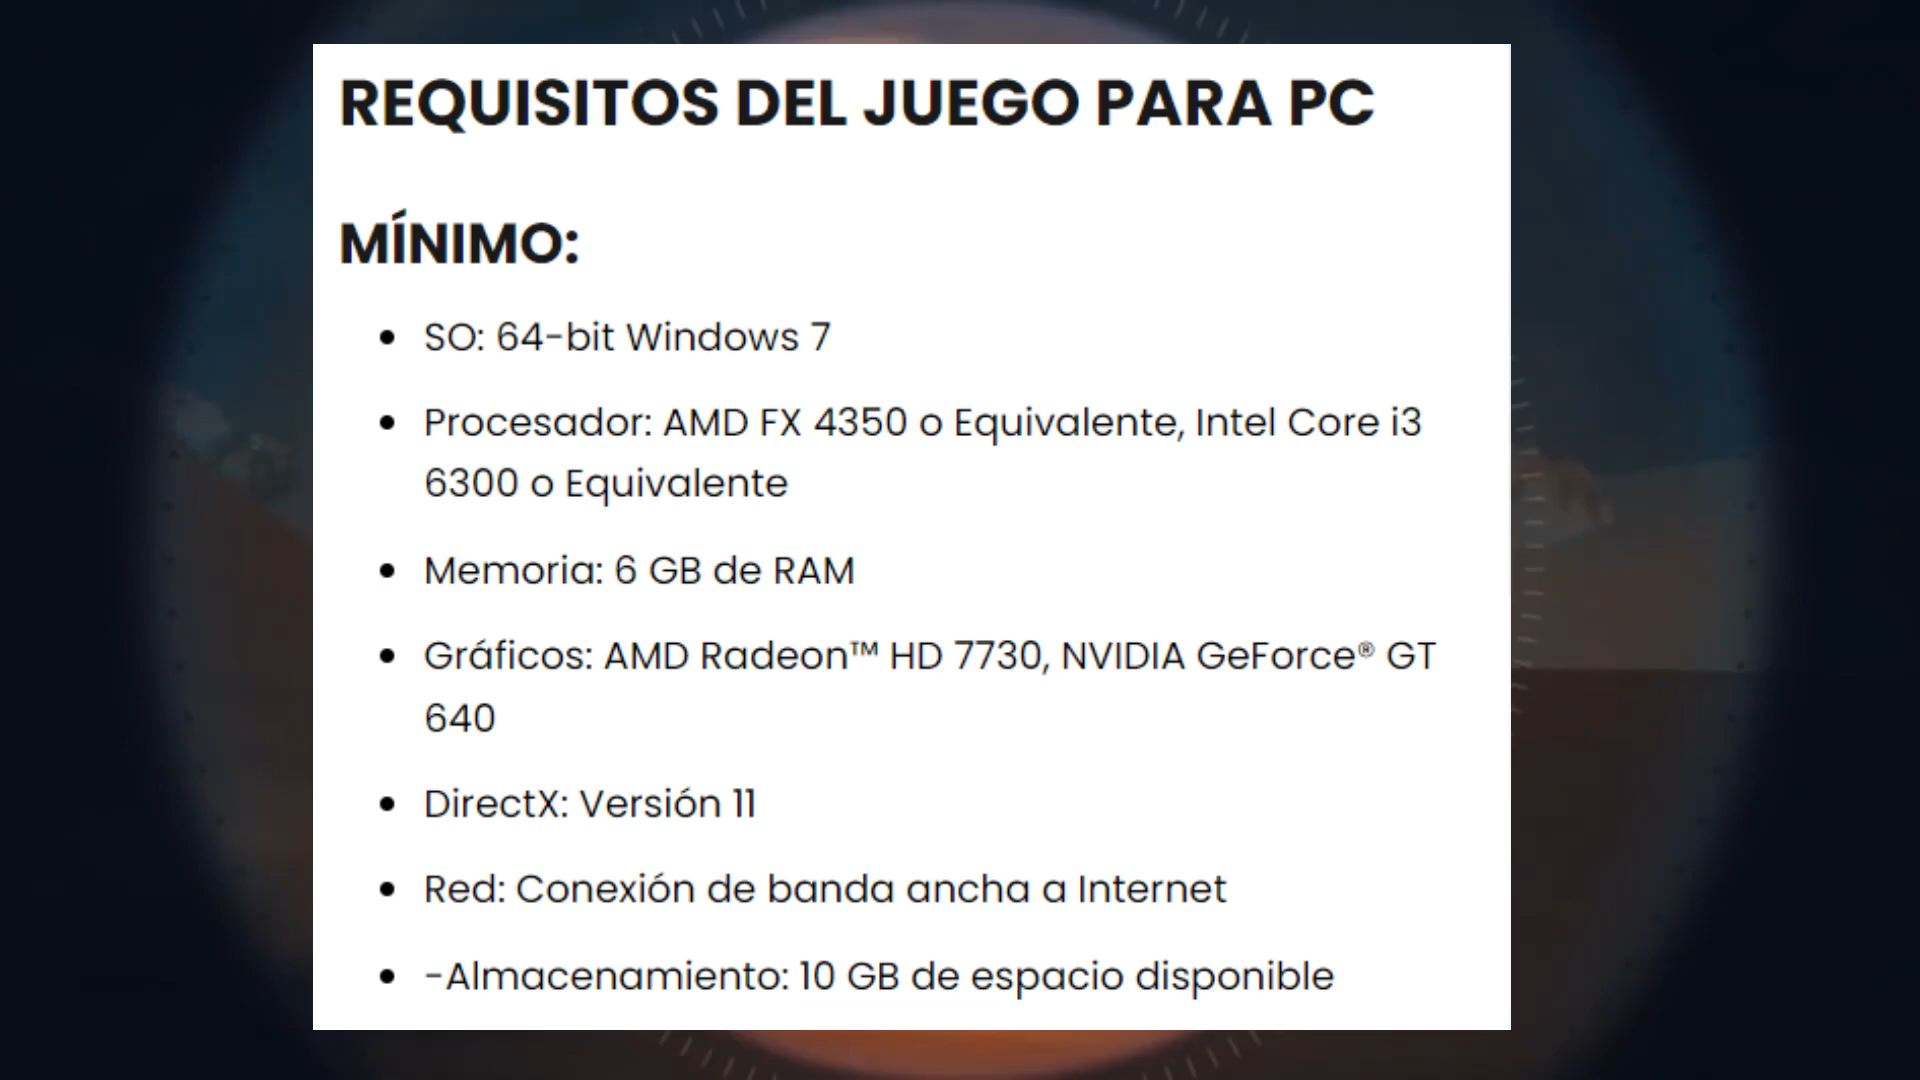 REQUISITOS DEL JUEGO PARA PC
MÍNIMO:
• SO: 64-bit Windows 7
• Procesador: AMD FX 4350 o Equivalente, Intel Core i3
6300 o Equivalente
• Memoria: 6 GB de RAM
• Gráficos: AMD Radeon™ HD 7730, NVIDIA GeForce® GT
640
• DirectX: Versión 11
• Red: Conexión de banda ancha a Internet
• -Almacenamiento: 10 GB de espacio disponible